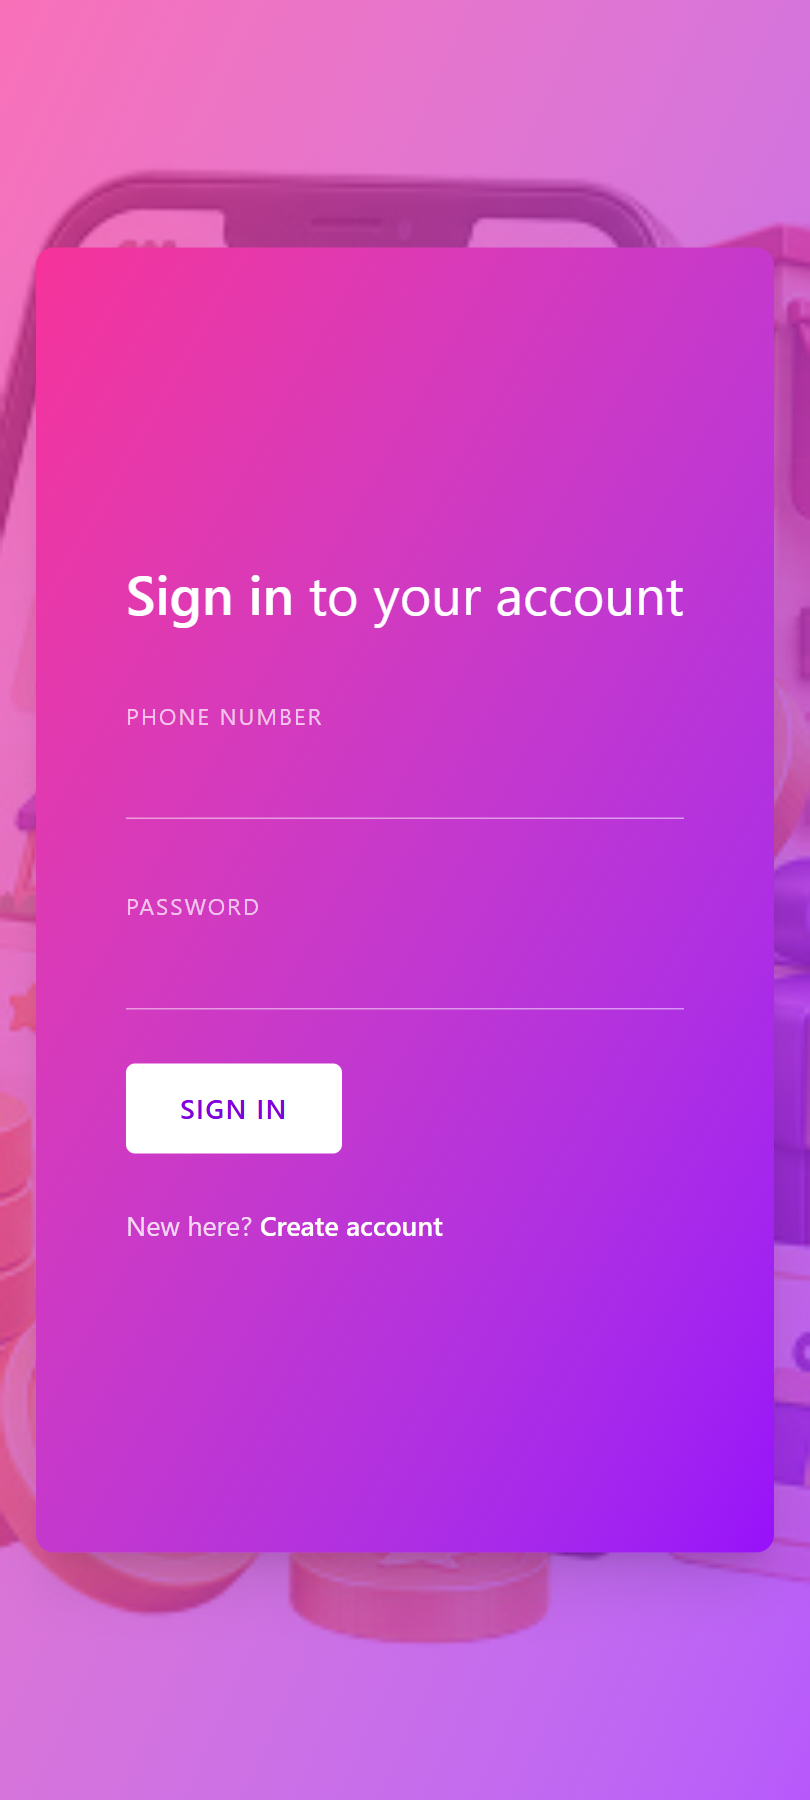 Sign in to your account
PHONE NUMBER
PASSWORD
SIGN IN
New here? Create account